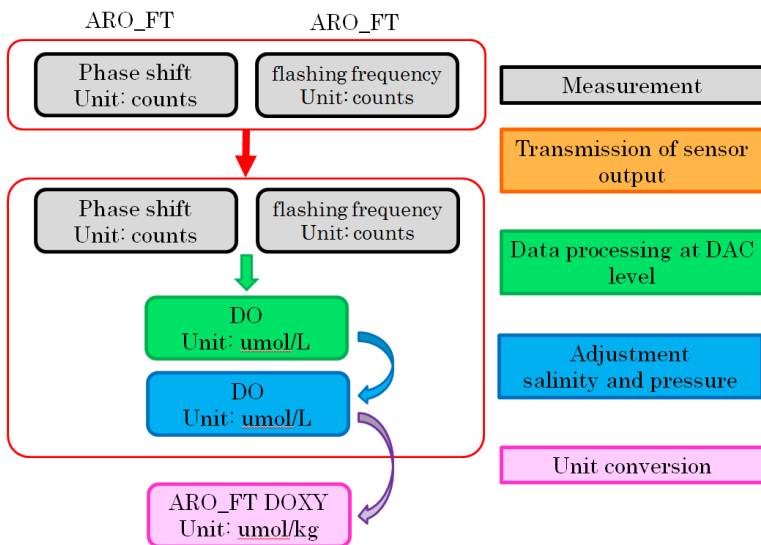 ARO_FT
ARO_FT
Phase shift
Unit: counts
flashing frequency
Unit: counts
Phase shift
Unit: counts
flashing frequency
Unit: counts
DO
Unit: umol/L
DO
Unit: umol/L
ARO_FT DOXY
Unit: umol/kg
Measurement
Transmission of sensor
output
Data processing at DAC
level
Adjustment
salinity and pressure
Unit conversion